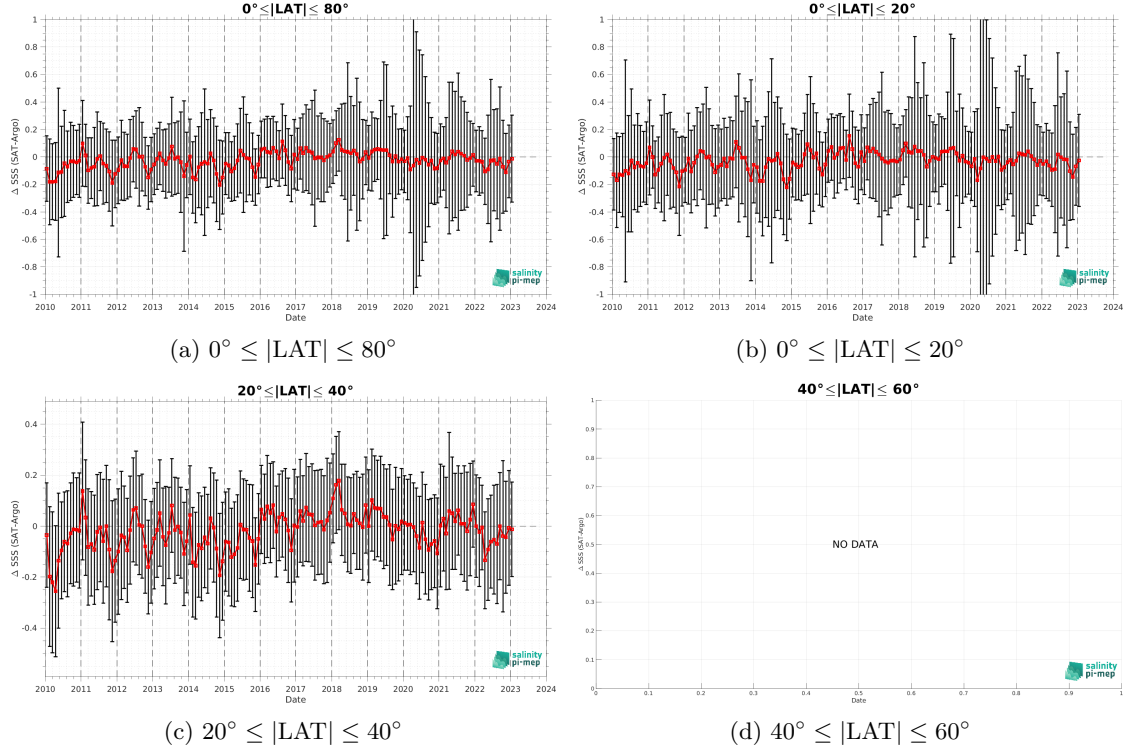 0°≤|LAT|≤ 80°
1
0.8
0.6
0.4
0.2
0
-0.2
-0.4
-0.6
-0.8
-1
Δ SSS (SAT-Argo)
2010 2011 2012 2013 2014 2015 2016 2017 2018 2019 2020 2021 2022 2023 2024
Date
salinity
pi-mep
(a) 0° ≤ |LAT| ≤ 80°
0°≤|LAT|≤ 20°
1
0.8
0.6
0.4
0.2
0
-0.2
-0.4
-0.6
-0.8
-1
Δ SSS (SAT-Argo)
2010 2011 2012 2013 2014 2015 2016 2017 2018 2019 2020 2021 2022 2023 2024
Date
salinity
pi-mep
(b) 0° ≤ |LAT| ≤ 20°
20°≤|LAT|≤ 40°
0.4
0.2
0
-0.2
-0.4
Δ SSS (SAT-Argo)
2010 2011 2012 2013 2014 2015 2016 2017 2018 2019 2020 2021 2022 2023 2024
Date
salinity
pi-mep
(c) 20° ≤ |LAT| ≤ 40°
40°≤|LAT|≤ 60°
1
0.9
0.8
0.7
0.6
0.5
0.4
0.3
0.2
0.1
0
Δ SSS (SAT-Argo)
NO DATA
0 0.1 0.2 0.3 0.4 0.5 0.6 0.7 0.8 0.9 1
Date
salinity
pi-mep
(d) 40° ≤ |LAT| ≤ 60°